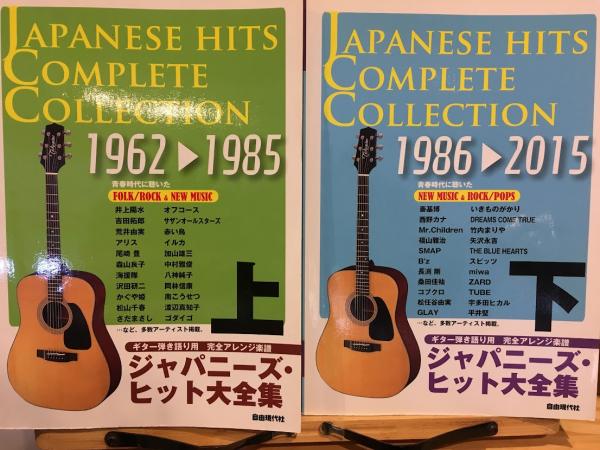 JAPANESE HITS
COMPLETE
COLLECTION
1962▶1985
青春時代に聴いた
FOLK/ROCK & NEW MUSIC
井上陽水 オフコース
吉田拓郎 サザンオールスターズ
荒井由実 赤い鳥
アリス イルカ
尾崎 豊 加山雄三
森山良子 中村雅俊
海援隊 八神純子
沢田研二 岡林信康
かぐや姫 南こうせつ
松山千春 渡辺真知子
さだまさし ゴダイゴ
…など、多数アーティスト掲載。
上
ギター弾き語り用 完全アレンジ楽譜
ジャパニーズ・
ヒット大全集
自由現代社
JAPANESE HITS
COMPLETE
COLLECTION
1986▶2015
青春時代に聴いた
NEW MUSIC & ROCK/POPS
秦基博 いきものがかり
西野カナ DREAMS COME TRUE
Mr.Children 竹内まりや
福山雅治 矢沢永吉
SMAP THE BLUE HEARTS
B'z スピッツ
長渕 剛 miwa
桑田佳祐 ZARD
コブクロ TUBE
松任谷由実 宇多田ヒカル
GLAY 平井堅
…など、多数アーティスト掲載。
下
ギター弾き語り用 完全アレンジ楽譜
ジャパニーズ・
ヒット大全集
自由現代社